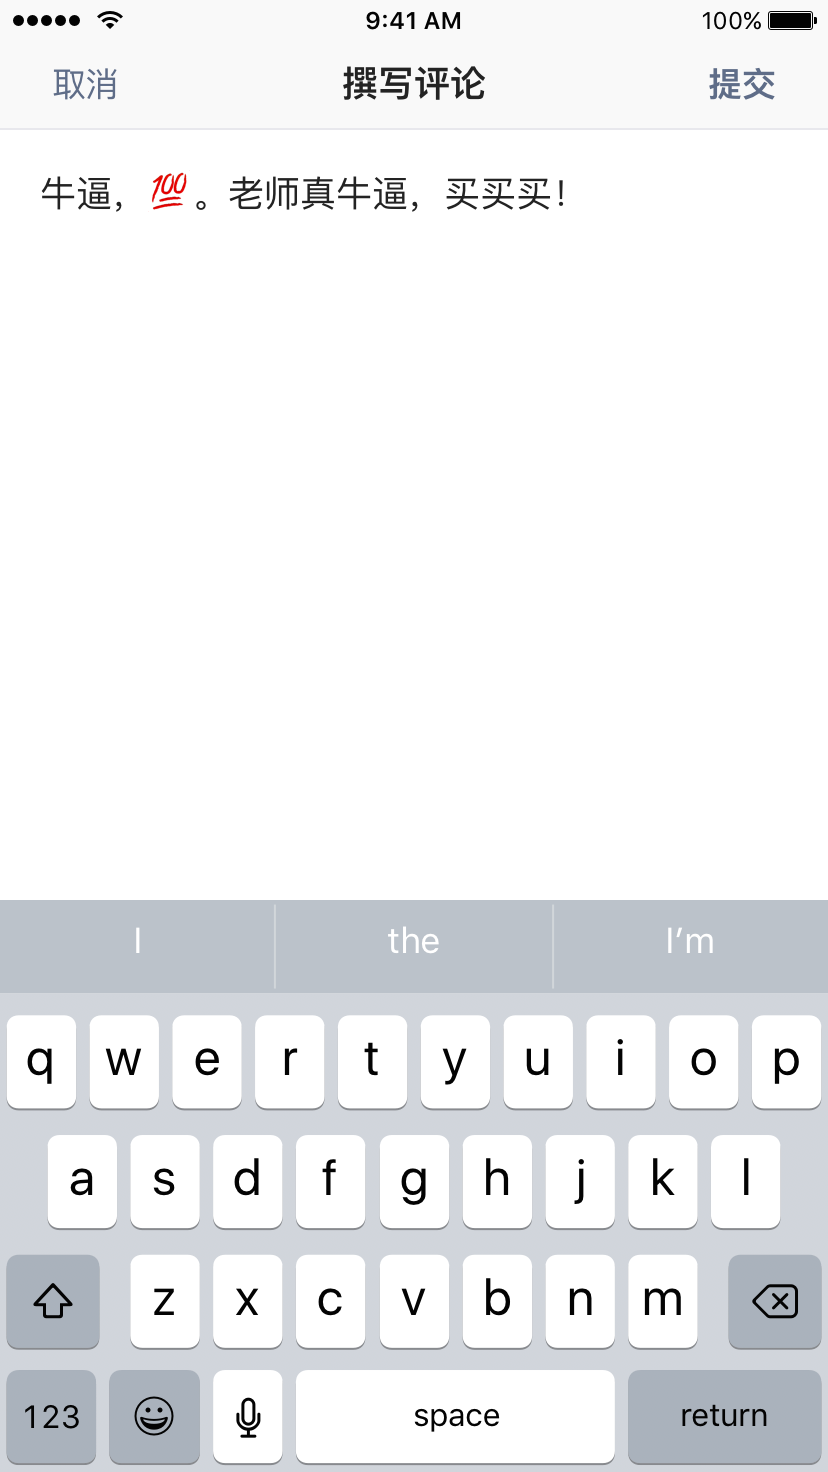 9:41 AM 100%
取消 撰写评论 提交
牛逼，💯。老师真牛逼，买买买！
I the I’m
q w e r t y u i o p
a s d f g h j k l
z x c v b n m
123 space return